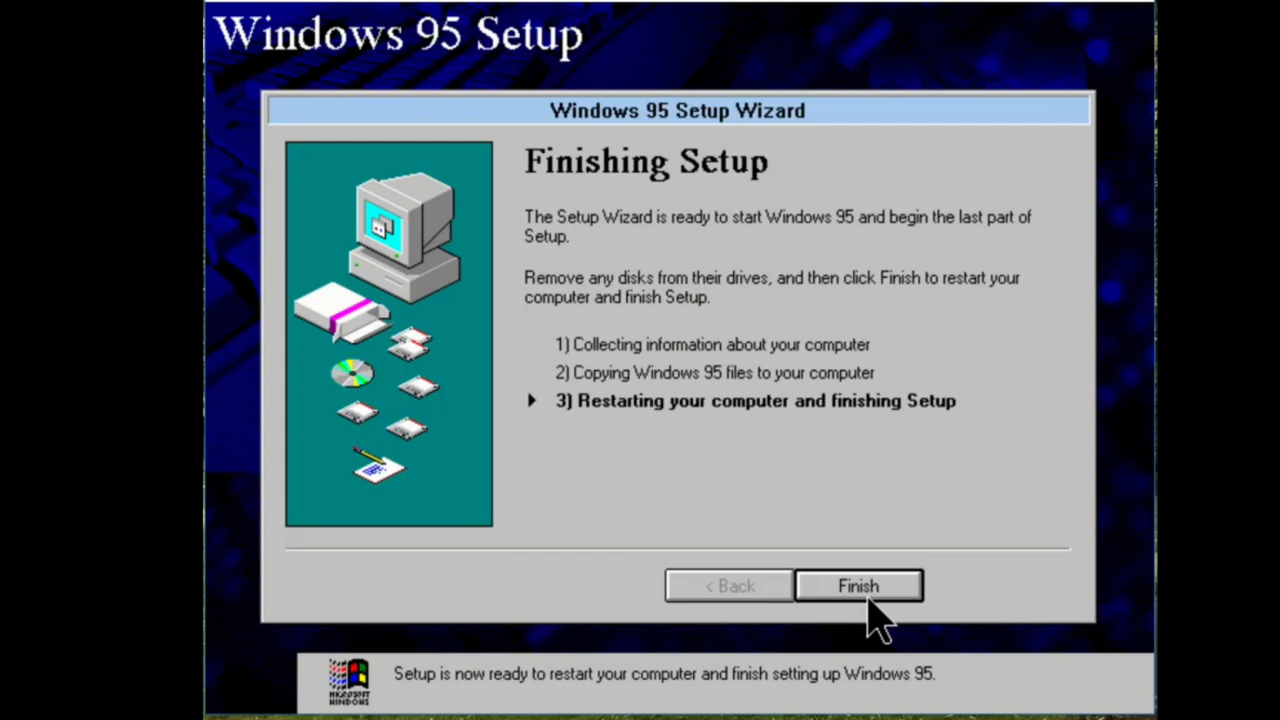 Windows 95 Setup
Windows 95 Setup Wizard
Finishing Setup
The Setup Wizard is ready to start Windows 95 and begin the last part of
Setup.
Remove any disks from their drives, and then click Finish to restart your
computer and finish Setup.
1) Collecting information about your computer
2) Copying Windows 95 files to your computer
3) Restarting your computer and finishing Setup
< Back
Finish
Setup is now ready to restart your computer and finish setting up Windows 95.
MICROSOFT
WINDOWS